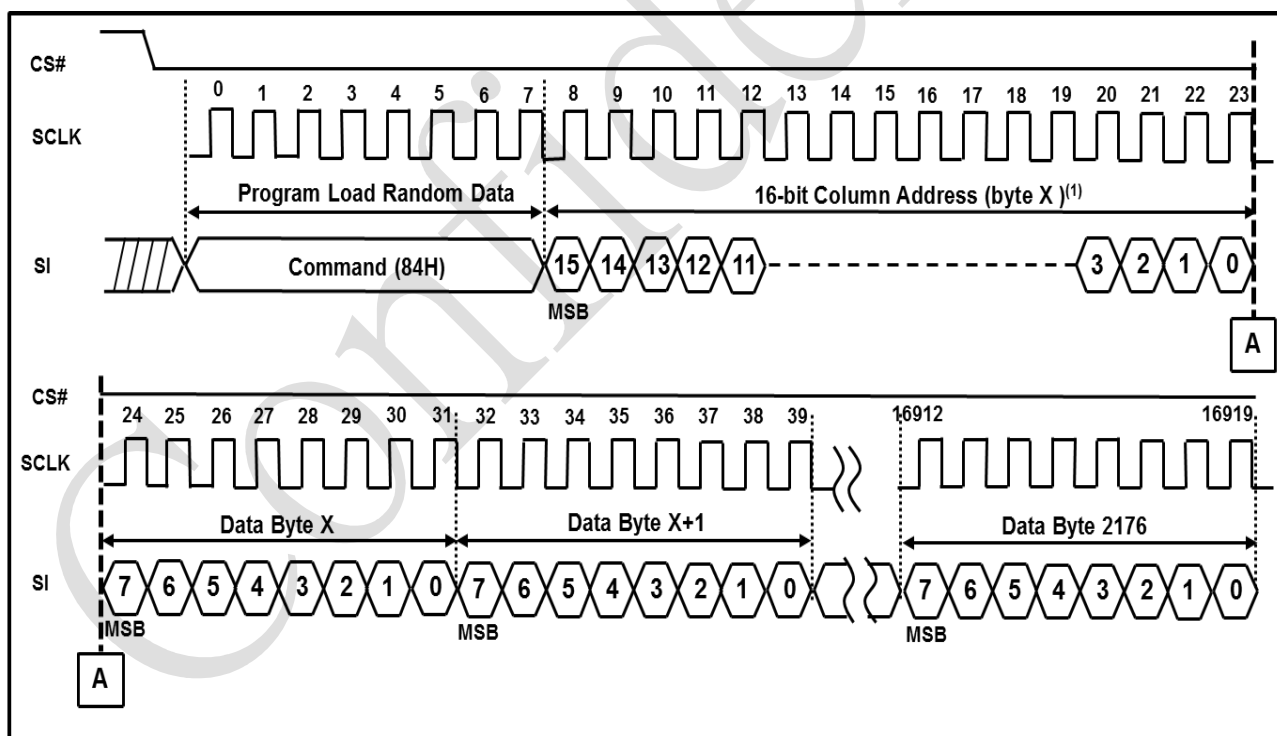 CS#
0 1 2 3 4 5 6 7 8 9 10 11 12 13 14 15 16 17 18 19 20 21 22 23
SCLK
Program Load Random Data 16-bit Column Address (byte X )(1)
SI Command (84H) 15 14 13 12 11 3 2 1 0
MSB
A
CS#
24 25 26 27 28 29 30 31 32 33 34 35 36 37 38 39 16912 16919
SCLK
Data Byte X Data Byte X+1 Data Byte 2176
SI 7 6 5 4 3 2 1 0 7 6 5 4 3 2 1 0 7 6 5 4 3 2 1 0
MSB MSB MSB
A